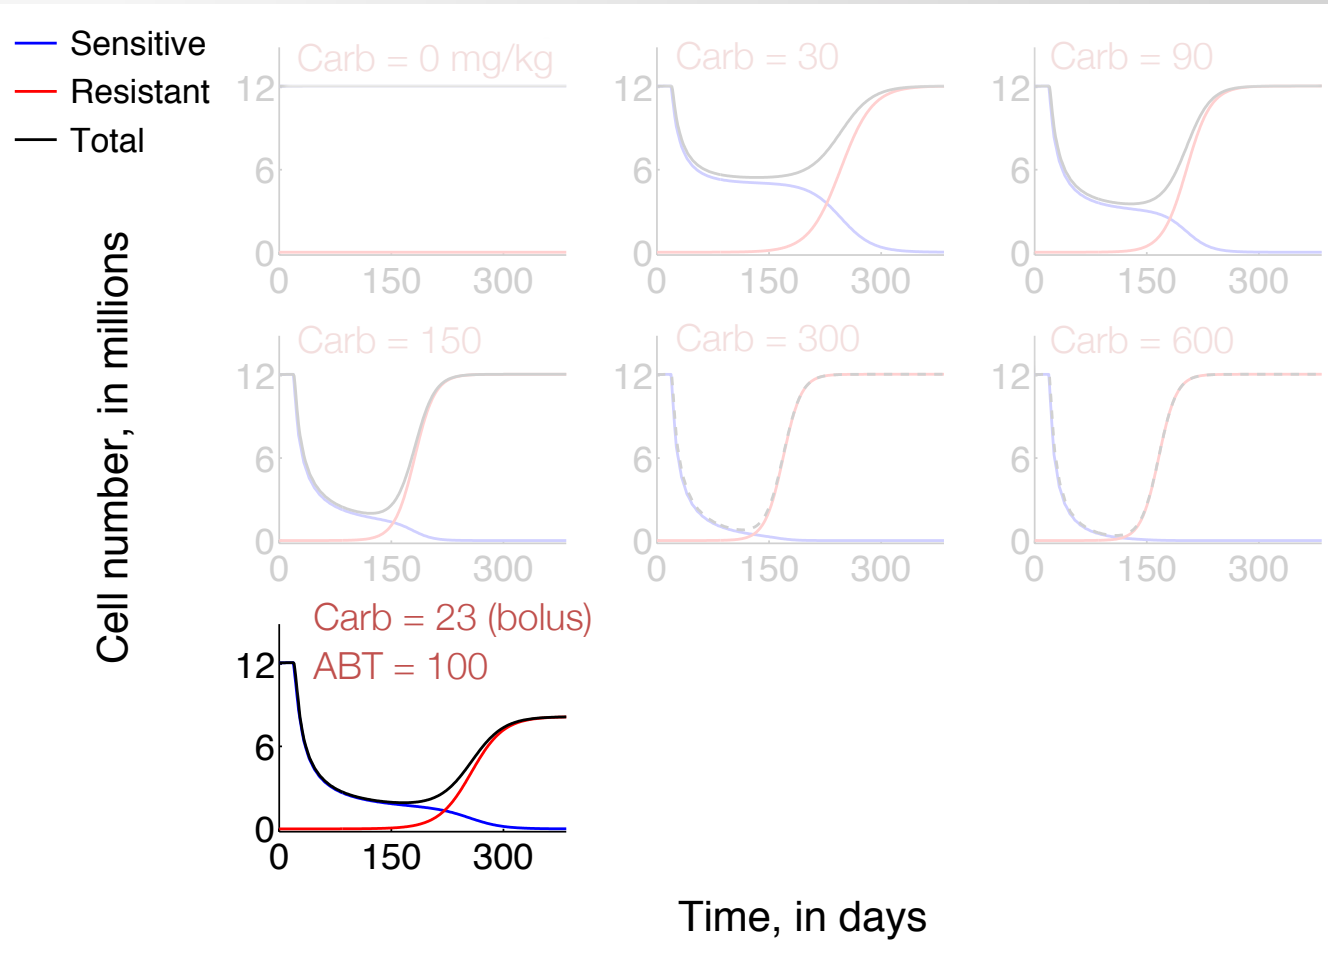 Sensitive
Resistant
Total
Cell number, in millions
Carb = 0 mg/kg
12
6
0
0 150 300
Carb = 30
12
6
0
0 150 300
Carb = 90
12
6
0
0 150 300
Carb = 150
12
6
0
0 150 300
Carb = 300
12
6
0
0 150 300
Carb = 600
12
6
0
0 150 300
Carb = 23 (bolus)
ABT = 100
12
6
0
0 150 300
Time, in days